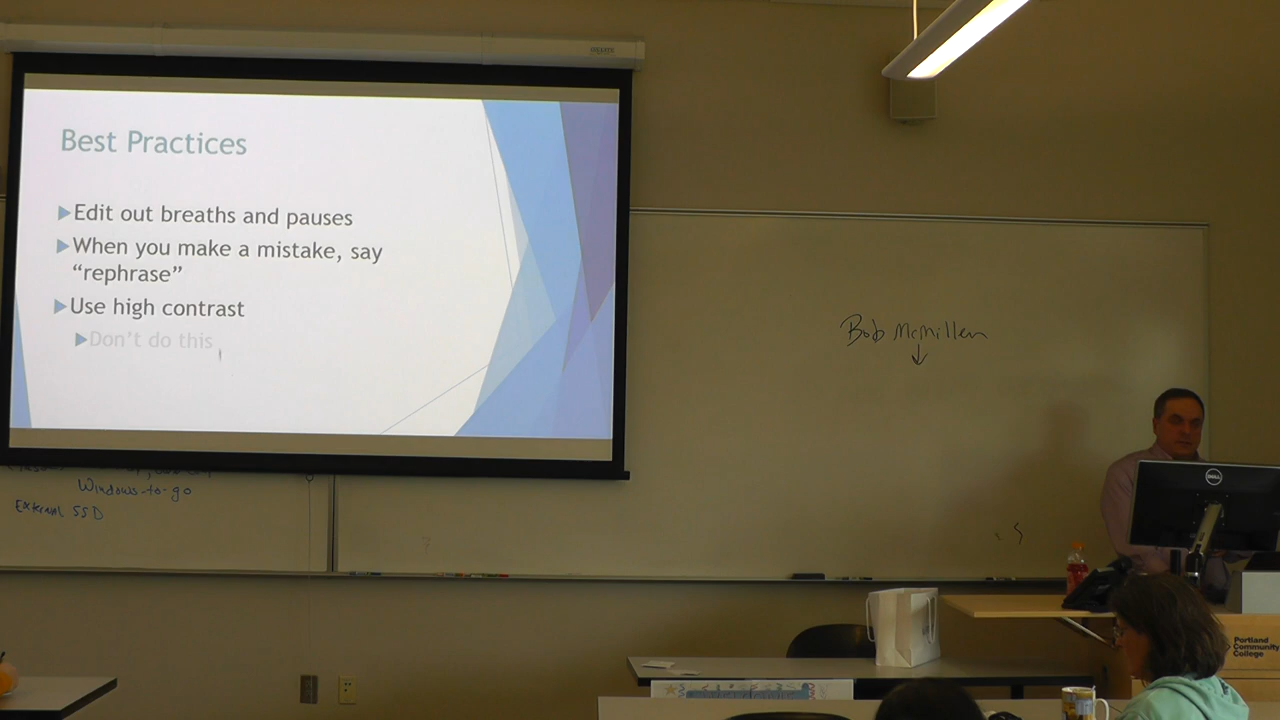 Best Practices
Edit out breaths and pauses
When you make a mistake, say
“rephrase”
Use high contrast
Don't do this
Bob McMillen
Windows-to-go
External SSD
DELL
Portland
Community
College